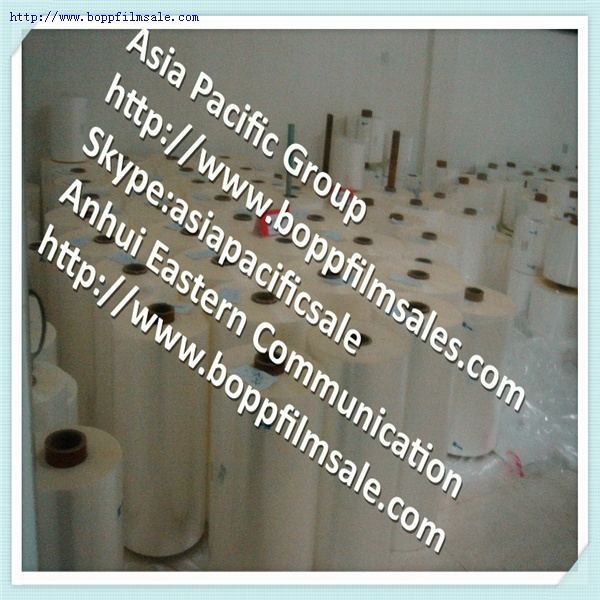 http://www.boppfilmsale.com
Asia Pacific Group
http://www.boppfilmsales.com
Skype:asiapacificsale
Anhui Eastern Communication
http://www.boppfilmsale.com